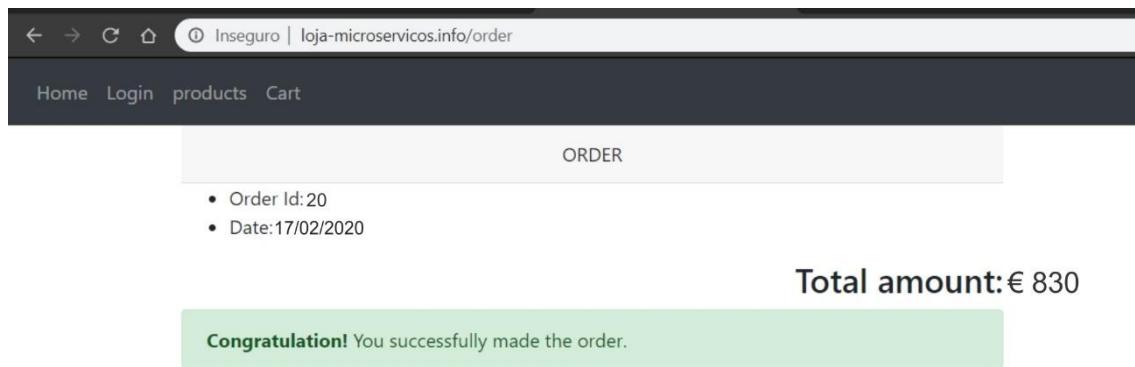 Inseguro | loja-microservicos.info/order
Home Login products Cart
ORDER
• Order Id: 20
• Date:17/02/2020
Total amount:€ 830
Congratulation! You successfully made the order.